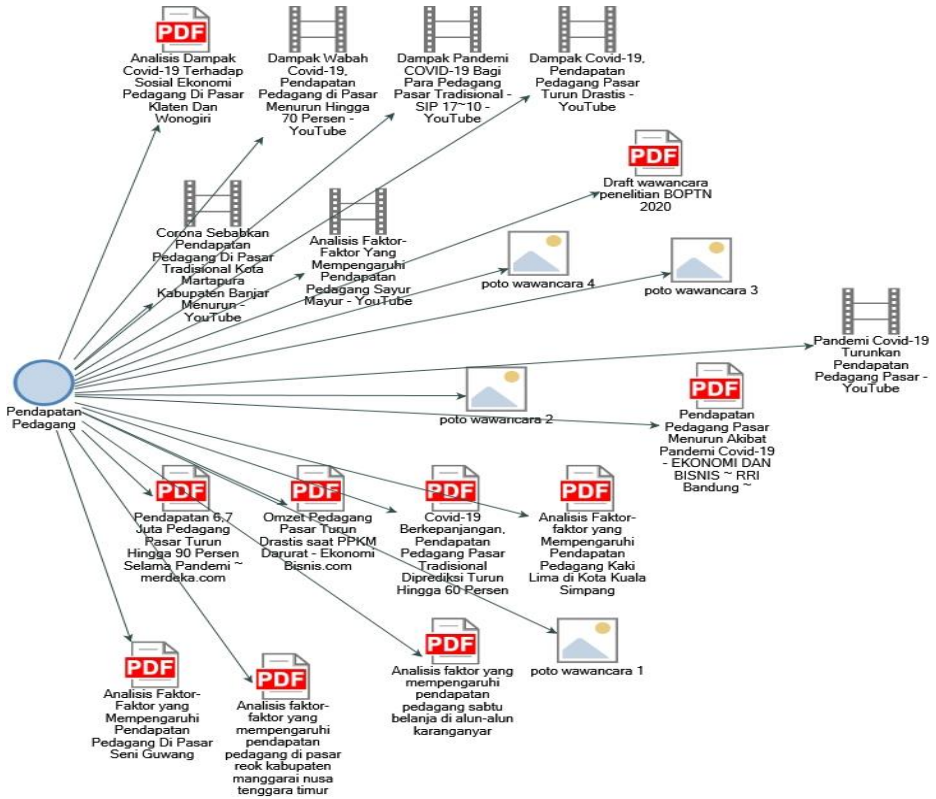 PDF
Analisis Dampak
Covid-19 Terhadap
Sosial Ekonomi
Pedagang Di Pasar
Klaten Dan
Wonogiri
Dampak Wabah
Covid-19,
Pendapatan
Pedagang di Pasar
Menurun Hingga
70 Persen -
YouTube
Dampak Pandemi
COVID-19 Bagi
Para Pedagang
Pasar Tradisional -
SIP 17~10 -
YouTube
Dampak Covid-19,
Pendapatan
Pedagang Pasar
Turun Drastis -
YouTube
PDF
Draft wawancara
penelitian BOPTN
2020
Corona Sebabkan
Pendapatan
Pedagang Di Pasar
Tradisional Kota
Martapura
Kabupaten Banjar
Menurun -
YouTube
Analisis Faktor-
Faktor Yang
Mempengaruhi
Pendapatan
Pedagang Sayur
Mayur - YouTube
poto wawancara 4
poto wawancara 3
Pandemi Covid-19
Turunkan
Pendapatan
Pedagang Pasar -
YouTube
Pendapatan
Pedagang
poto wawancara 2
PDF
Pendapatan
Pedagang Pasar
Menurun Akibat
Pandemi Covid-19
- EKONOMI DAN
BISNIS ~ RRI
Bandung ~
PDF
Pendapatan 6,7
Juta Pedagang
Pasar Turun
Hingga 90 Persen
Selama Pandemi ~
merdeka.com
PDF
Omzet Pedagang
Pasar Turun
Drastis saat PPKM
Darurat - Ekonomi
Bisnis.com
PDF
Covid-19
Berkepanjangan,
Pendapatan
Pedagang Pasar
Tradisional
Diprediksi Turun
Hingga 60 Persen
PDF
Analisis Faktor-
faktor yang
Mempengaruhi
Pendapatan
Pedagang Kaki
Lima di Kota Kuala
Simpang
PDF
Analisis Faktor-
Faktor yang
Mempengaruhi
Pendapatan
Pedagang Di Pasar
Seni Guwang
PDF
Analisis faktor-
faktor yang
mempengaruhi
pendapatan
pedagang di pasar
reok kabupaten
manggarai nusa
tenggara timur
PDF
Analisis faktor yang
mempengaruhi
pendapatan
pedagang sabtu
belanja di alun-alun
karanganyar
poto wawancara 1